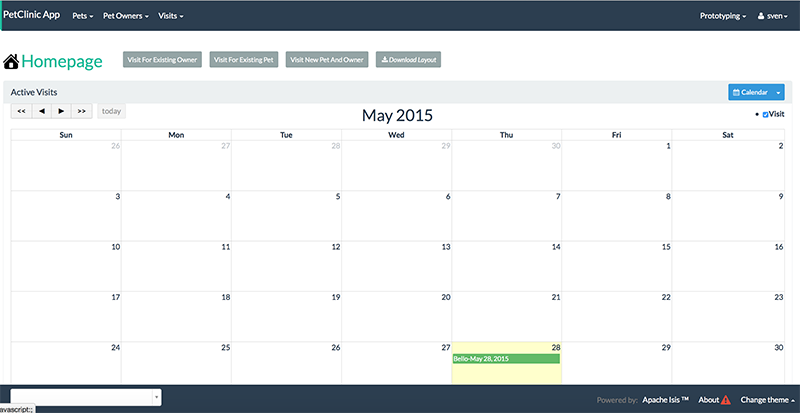 PetClinic App Pets Pet Owners Visits Prototyping sven
Homepage Visit For Existing Owner Visit For Existing Pet Visit New Pet And Owner Download Layout
Active Visits Calendar
<< ◀ ▶ >> today May 2015 Visit
Sun Mon Tue Wed Thu Fri Sat
26 27 28 29 30 1 2
3 4 5 6 7 8 9
10 11 12 13 14 15 16
17 18 19 20 21 22 23
24 25 26 27 28 29 30
Bello-May 28, 2015
Powered by: Apache Isis ™ About Change theme
avascript:;